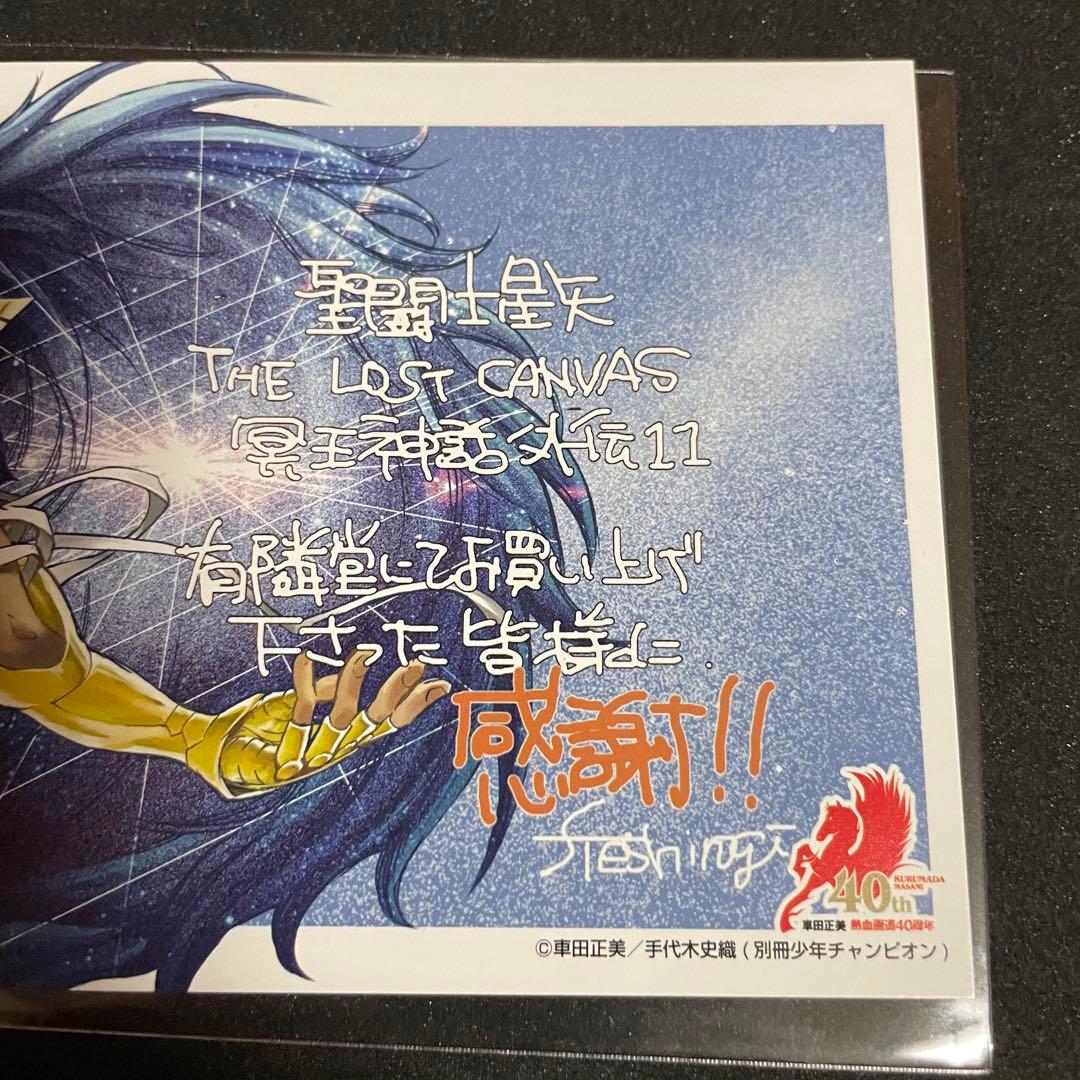 聖闘士星矢
THE LOST CANVAS
冥王神話外伝11
有隣堂にてお買い上げ
下さった皆様に
感謝!!
S Teshirogi
KURUMADA
MASAMI
40th
車田正美 熱血画道40周年
©車田正美/手代木史織(別冊少年チャンピオン)